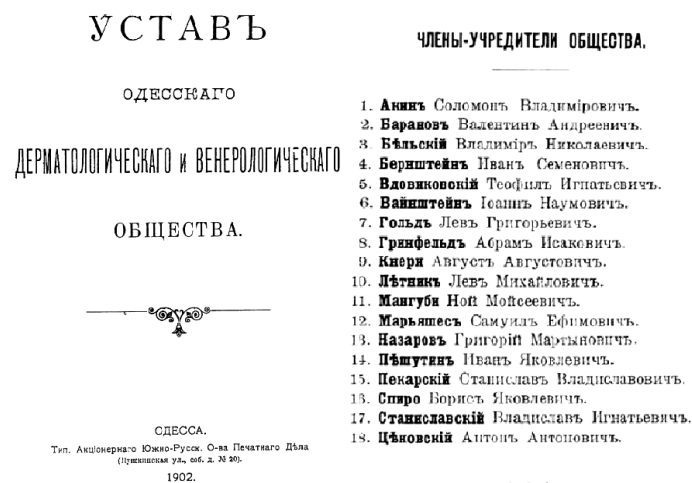 УСТАВЪ
ОДЕССКАГО
ДЕРМАТОЛОГИЧЕСКАГО и ВЕНЕРОЛОГИЧЕСКАГО
ОБЩЕСТВА.
ОДЕССА.
Тип. Акціонернаго Южно-Русск. О-ва Печатнаго Дѣла
(Пушкинская ул., соб. д. № 20).
1902.
ЧЛЕНЫ-УЧРЕДИТЕЛИ ОБЩЕСТВА.
1. Акинъ Соломонъ Владиміровичъ.
2. Барановъ Валентинъ Андреевичъ.
3. Бѣльскій Владиміръ Николаевичъ.
4. Бернштейнъ Иванъ Семеновичъ.
5. Вдовиковскій Теофилъ Игнатьевичъ.
6. Вайнштейнъ Іоаннъ Наумовичъ.
7. Гольдъ Левъ Григорьевичъ.
8. Гринфельдъ Абрамъ Исаковичъ.
9. Кнери Августъ Августовичъ.
10. Лѣтникъ Левъ Михайловичъ.
11. Мангуби Ной Мойсеевичъ.
12. Марьяшесъ Самуилъ Ефимовичъ.
13. Назаровъ Григорій Мартыновичъ.
14. Пѣшутинъ Иванъ Яковлевичъ.
15. Пекарскій Станиславъ Владиславовичъ.
16. Спиро Борисъ Яковлевичъ.
17. Станиславскій Владиславъ Игнатьевичъ.
18. Цѣновскій Антонъ Антоновичъ.